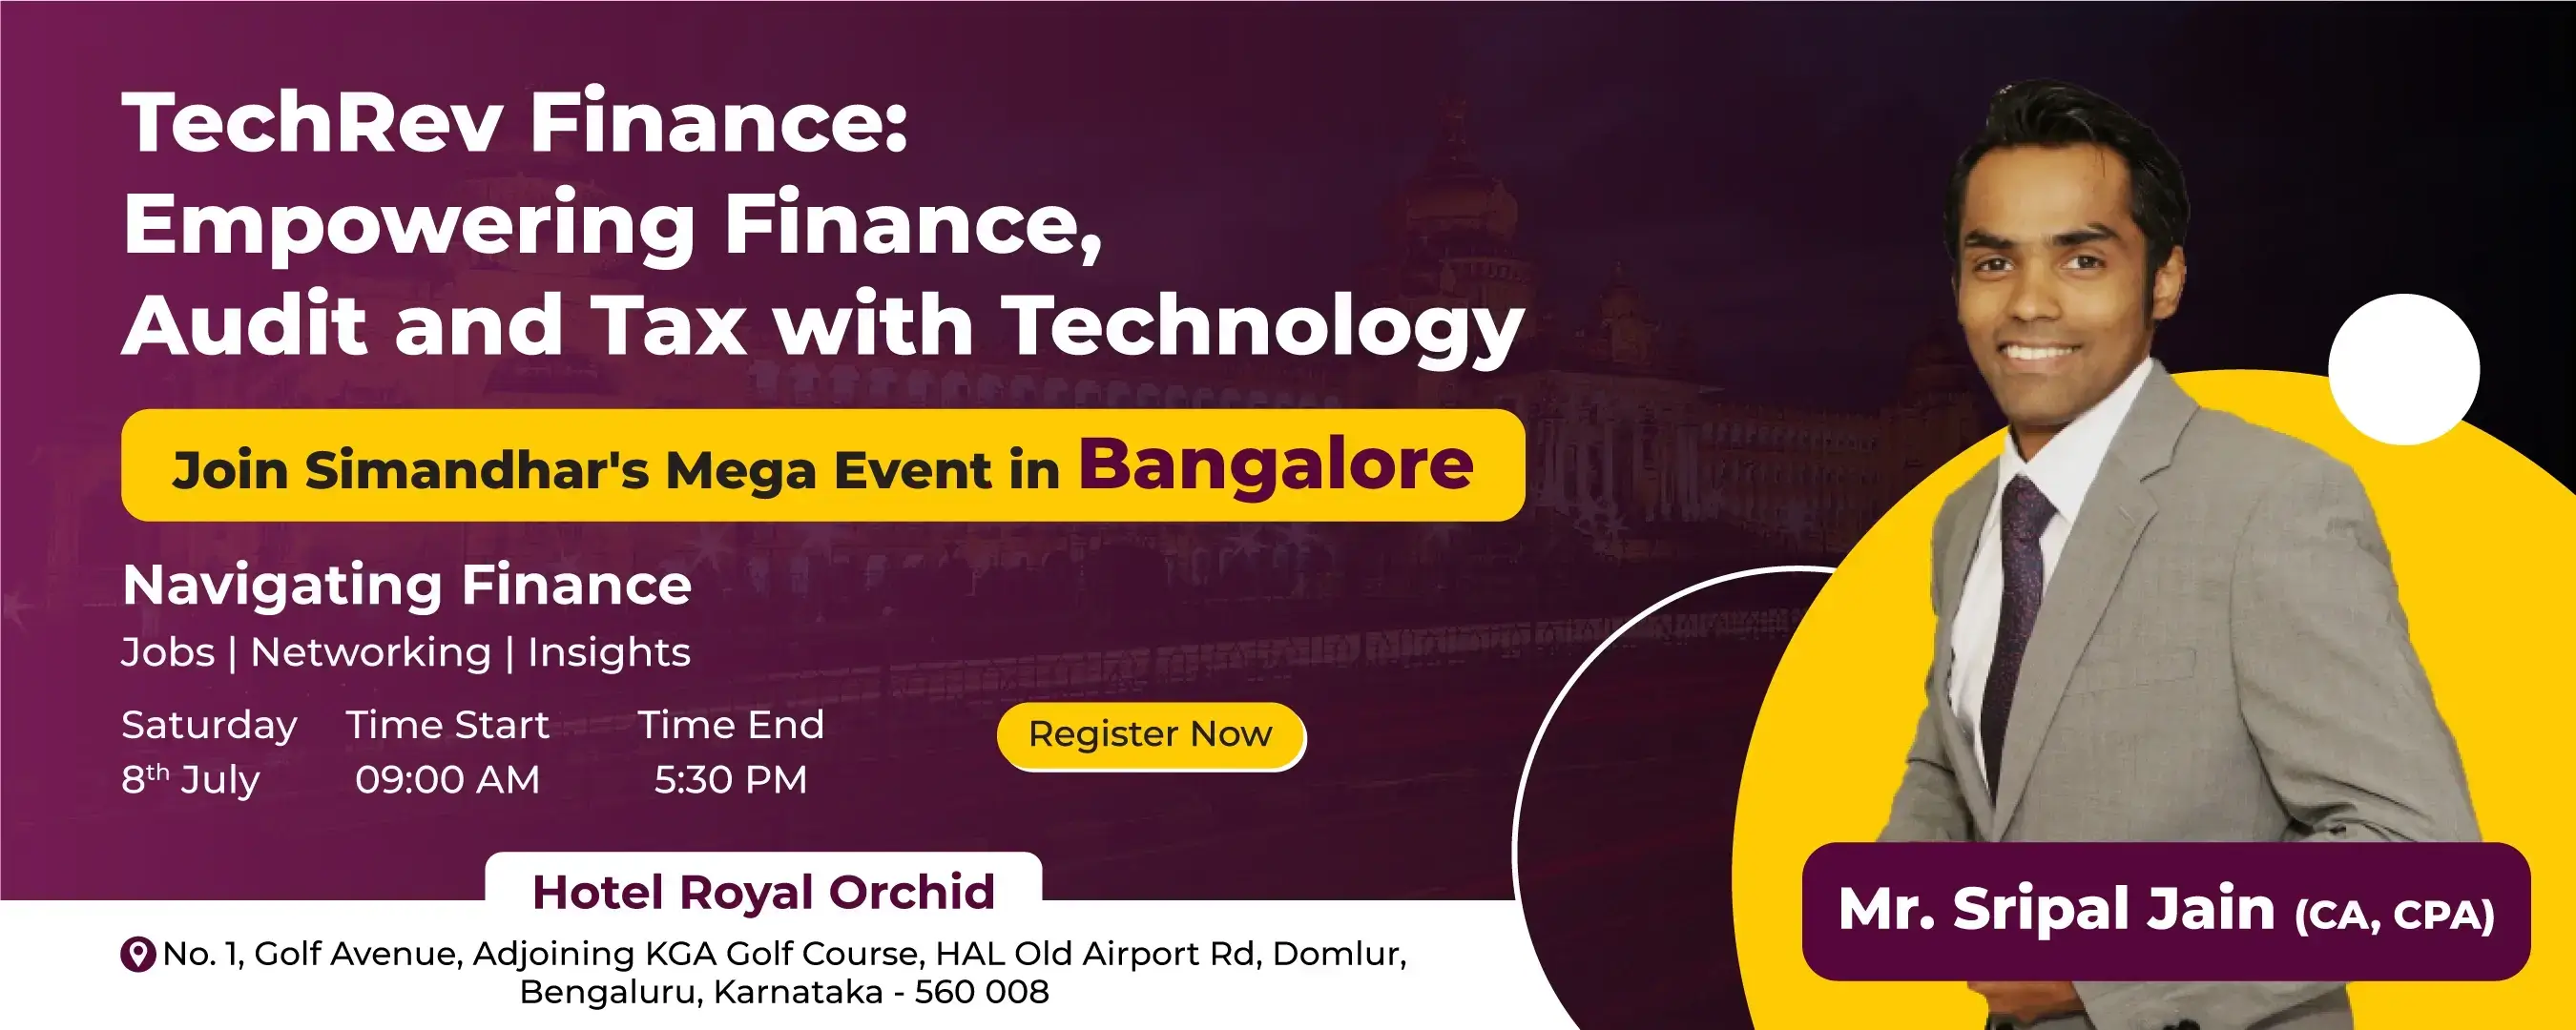 TechRev Finance:
Empowering Finance,
Audit and Tax with Technology
Join Simandhar's Mega Event in Bangalore
Navigating Finance
Jobs | Networking | Insights
Saturday Time Start Time End
8th July 09:00 AM 5:30 PM
Register Now
Hotel Royal Orchid
No. 1, Golf Avenue, Adjoining KGA Golf Course, HAL Old Airport Rd, Domlur,
Bengaluru, Karnataka - 560 008
Mr. Sripal Jain (CA, CPA)